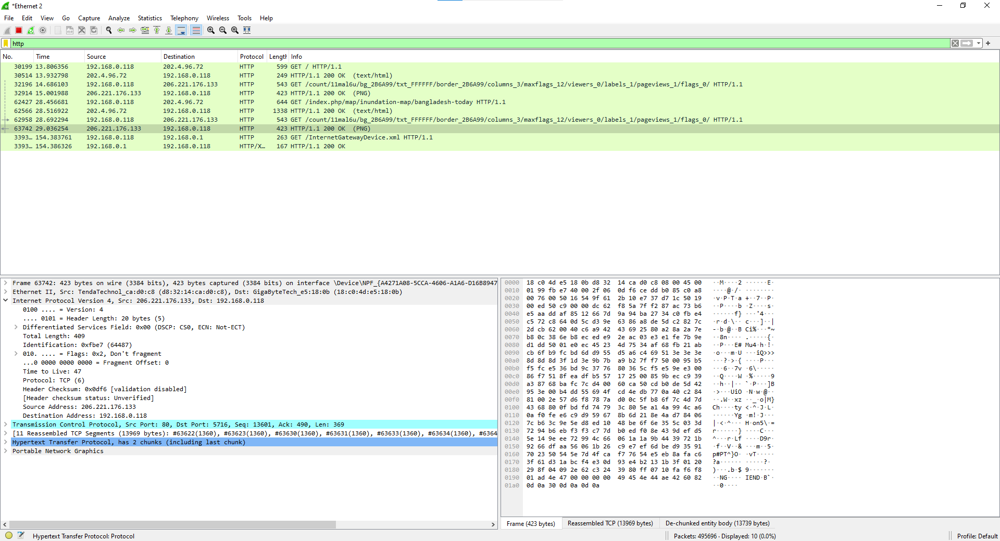 *Ethernet 2
File Edit View Go Capture Analyze Statistics Telephony Wireless Tools Help
http
No. Time Source Destination Protocol Length Info
30199 13.806356 192.168.0.118 202.4.96.72 HTTP 599 GET / HTTP/1.1
30514 13.932798 202.4.96.72 192.168.0.118 HTTP 249 HTTP/1.1 200 OK (text/html)
32196 14.686103 192.168.0.118 206.221.176.133 HTTP 543 GET /count/11mal6u/bg_2B6A99/txt_FFFFFF/border_2B6A99/columns_3/maxflags_12/viewers_0/labels_1/pageviews_1/flags_0/ HTTP/1.1
32914 15.001988 206.221.176.133 192.168.0.118 HTTP 423 HTTP/1.1 200 OK (PNG)
62427 28.456681 192.168.0.118 202.4.96.72 HTTP 644 GET /index.php/map/inundation-map/bangladesh-today HTTP/1.1
62566 28.516922 202.4.96.72 192.168.0.118 HTTP 1338 HTTP/1.1 200 OK (text/html)
62958 28.692294 192.168.0.118 206.221.176.133 HTTP 543 GET /count/11mal6u/bg_2B6A99/txt_FFFFFF/border_2B6A99/columns_3/maxflags_12/viewers_0/labels_1/pageviews_1/flags_0/ HTTP/1.1
63742 29.036254 206.221.176.133 192.168.0.118 HTTP 423 HTTP/1.1 200 OK (PNG)
3393… 154.383761 192.168.0.118 192.168.0.1 HTTP 263 GET /InternetGatewayDevice.xml HTTP/1.1
3393… 154.386326 192.168.0.1 192.168.0.118 HTTP/X… 167 HTTP/1.1 200 OK
Frame 63742: 423 bytes on wire (3384 bits), 423 bytes captured (3384 bits) on interface \Device\NPF_{A4271A08-5CCA-4606-A1A6-D16B8947
Ethernet II, Src: TendaTechnol_ca:d0:c8 (d8:32:14:ca:d0:c8), Dst: GigaByteTech_e5:18:0b (18:c0:4d:e5:18:0b)
Internet Protocol Version 4, Src: 206.221.176.133, Dst: 192.168.0.118
0100 .... = Version: 4
.... 0101 = Header Length: 20 bytes (5)
Differentiated Services Field: 0x00 (DSCP: CS0, ECN: Not-ECT)
Total Length: 409
Identification: 0xfbe7 (64487)
010. .... = Flags: 0x2, Don't fragment
...0 0000 0000 0000 = Fragment Offset: 0
Time to Live: 47
Protocol: TCP (6)
Header Checksum: 0x0df6 [validation disabled]
[Header checksum status: Unverified]
Source Address: 206.221.176.133
Destination Address: 192.168.0.118
Transmission Control Protocol, Src Port: 80, Dst Port: 5716, Seq: 13601, Ack: 490, Len: 369
[11 Reassembled TCP Segments (13969 bytes): #63622(1360), #63623(1360), #63630(1360), #63631(1360), #63633(1360), #63634(1360), #6364
Hypertext Transfer Protocol, has 2 chunks (including last chunk)
Portable Network Graphics
0000 18 c0 4d e5 18 0b d8 32 14 ca d0 c8 08 00 45 00 ··M····2 ······E·
0010 01 99 fb e7 40 00 2f 06 0d f6 ce dd b0 85 c0 a8 ····@·/· ········
0020 00 76 00 50 16 54 9f 61 2b 10 e7 37 d7 1c 50 19 ·v·P·T·a +··7··P·
0030 00 ed 50 c9 00 00 dc 62 f8 5a 7f f2 87 ac 73 b6 ··P····b ·Z····s·
0040 e5 aa dd af 85 12 66 7d 9a 94 ba 27 34 c0 fb e4 ······f} ···'4···
0050 c5 72 c8 64 0d 5c d3 9e 63 86 a8 de 5d c2 82 7c ·r·d·\·· c···]··|
0060 2d cb 62 00 40 c6 a9 42 43 69 25 80 a2 8a 2a 7e -·b·@··B Ci%···*~
0070 b8 0c 38 6e b8 ec ed e9 2e ac 03 e3 e1 fe 7b 9e ··8n···· .·····{·
0080 d1 dd 50 01 e0 ec 45 23 4d 75 34 af 68 fb 21 ab ··P···E# Mu4·h·!·
0090 cb 6f b9 fc bd 6d d9 55 d5 a6 c4 69 51 3e 3e 3e ·o···m·U ···iQ>>>
00a0 8d 8d 8d 3f 1d 3e 9b 7b a9 b2 7f f7 50 00 95 b5 ···?·>·{ ····P···
00b0 f5 fc e5 36 bd 9c 37 76 80 36 5c f5 e5 9e e3 00 ···6··7v ·6\·····
00c0 86 f7 51 8f ea df b5 57 17 25 00 85 9b ec c9 39 ··Q····W ·%·····9
00d0 a3 87 68 ba fc 7c d4 00 60 ca 50 cd b0 de 5d 42 ··h··|·· `·P···]B
00e0 95 3e 00 b4 dd 55 69 4f cd 4e db 77 0a 40 c2 84 ·>···UiO ·N·w·@··
00f0 81 00 2e 57 d6 f8 78 7a d0 0c 5f b8 6f 7c 4d 7d ··.W··xz ··_·o|M}
0100 43 68 80 0f bd fd 74 79 3c 80 5e a1 4a 99 4c a6 Ch····ty <·^·J·L·
0110 0a f0 fe e6 c9 d9 59 67 8b 6d 21 8e 4a d7 84 06 ······Yg ·m!·J···
0120 7c b6 3c 9e 5e d8 ed 10 48 be 6f 6e 35 5c 03 3d |·<·^··· H·on5\·=
0130 72 94 b6 eb f3 f3 c7 7d b0 ed f0 8e 43 9d ef d5 r······} ····C···
0140 5e 14 9e ee 72 99 4c 66 06 1a 1a 9b 44 39 72 1b ^···r·Lf ····D9r·
0150 92 66 df aa 56 06 1b 26 c9 e7 ef 6d be d9 35 91 ·f··V··& ···m··5·
0160 70 23 50 54 5e 7d 4f ca f7 76 54 e5 eb 8a fa c6 p#PT^}O· ·vT·····
0170 3f 61 d3 1a bc f4 e3 0d 93 e4 b2 13 1b 3f 01 20 ?a······ ·····?·
0180 29 8f 04 09 2e 62 c3 24 39 80 ff 07 10 fa f6 f8 )···.b·$ 9·······
0190 01 ad 4e 47 00 00 00 00 49 45 4e 44 ae 42 60 82 ··NG···· IEND·B`·
01a0 0d 0a 30 0d 0a 0d 0a ··0····
Frame (423 bytes) Reassembled TCP (13969 bytes) De-chunked entity body (13739 bytes)
Hypertext Transfer Protocol: Protocol Packets: 495696 · Displayed: 10 (0.0%) Profile: Default